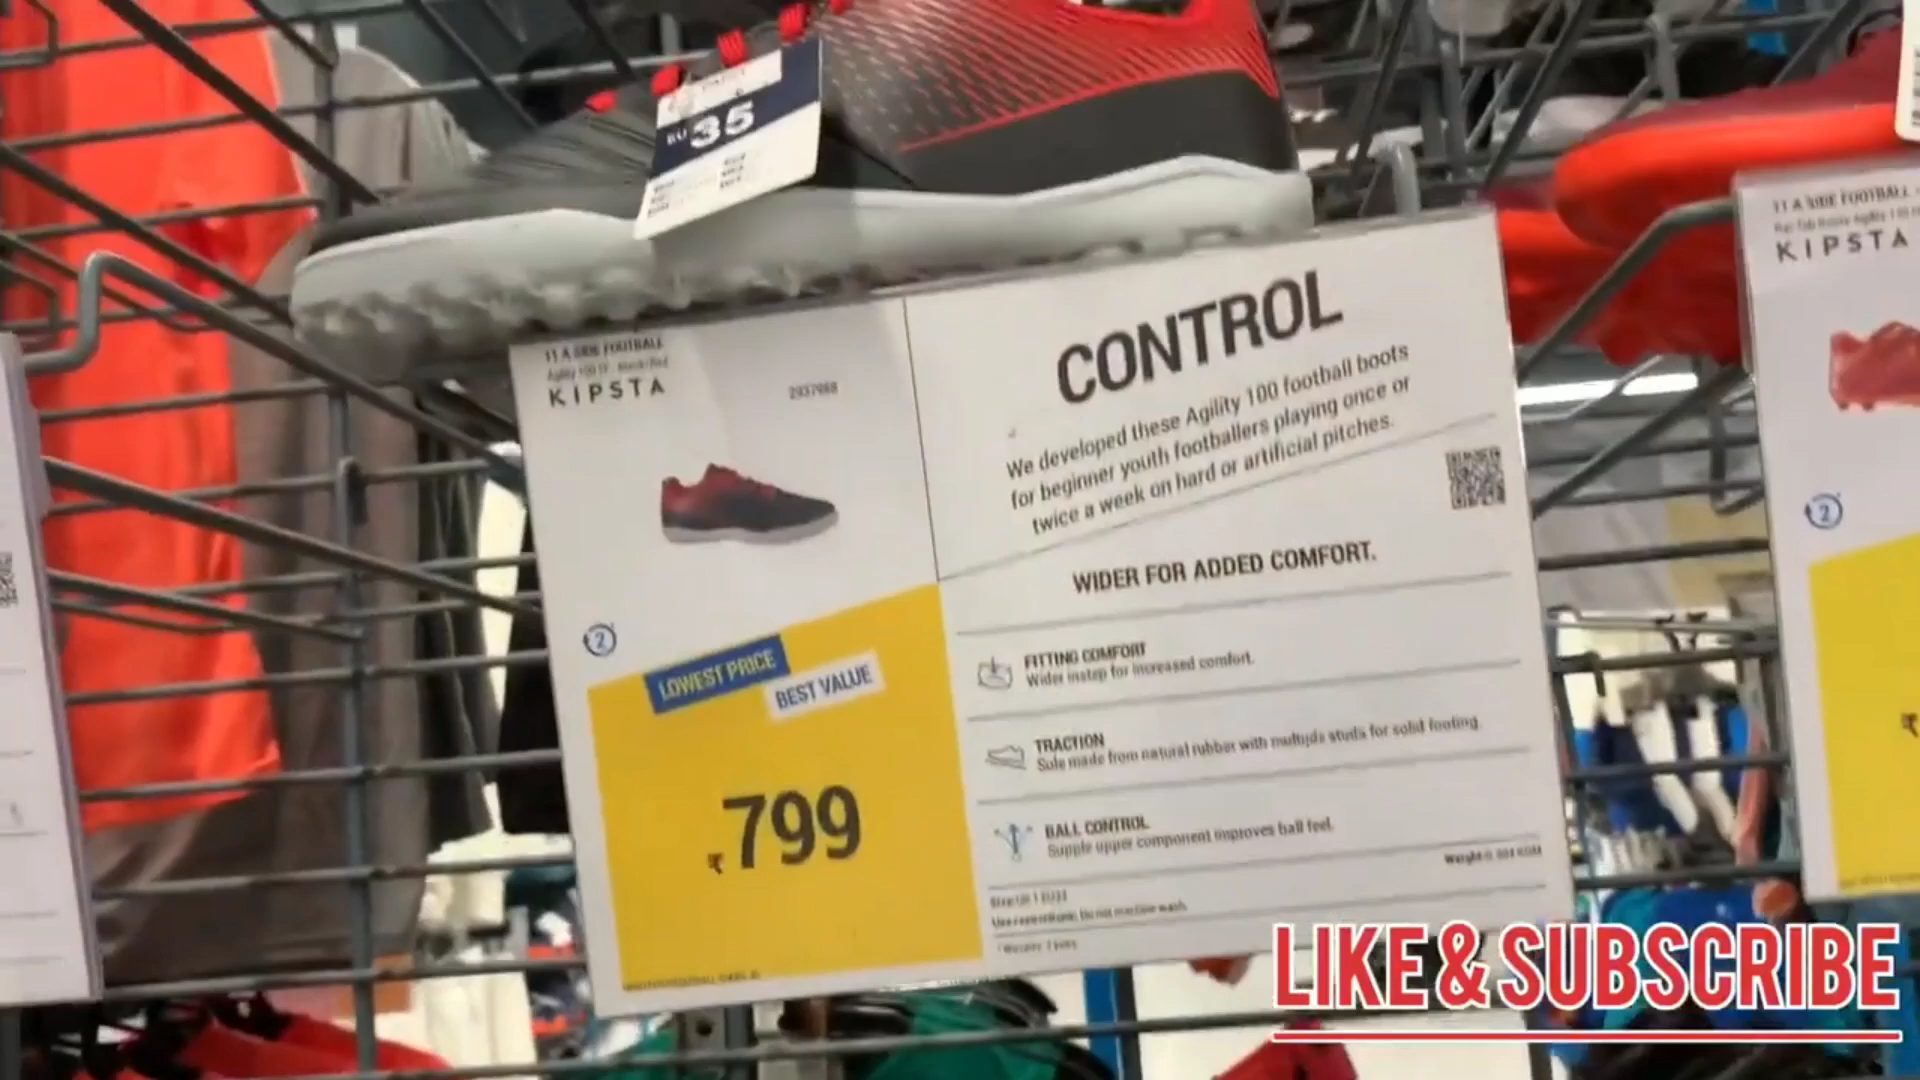 EU 35
11 A SIDE FOOTBALL
KIPSTA
2937988
2
LOWEST PRICE
BEST VALUE
₹799
CONTROL
We developed these Agility 100 football boots
for beginner youth footballers playing once or
twice a week on hard or artificial pitches.
WIDER FOR ADDED COMFORT.
FITTING COMFORT
Wider instep for increased comfort.
TRACTION
Sole made from natural rubber with multiple studs for solid footing.
BALL CONTROL
Supple upper component improves ball feel.
11 A SIDE FOOTBALL
KIPSTA
2
₹
LIKE & SUBSCRIBE